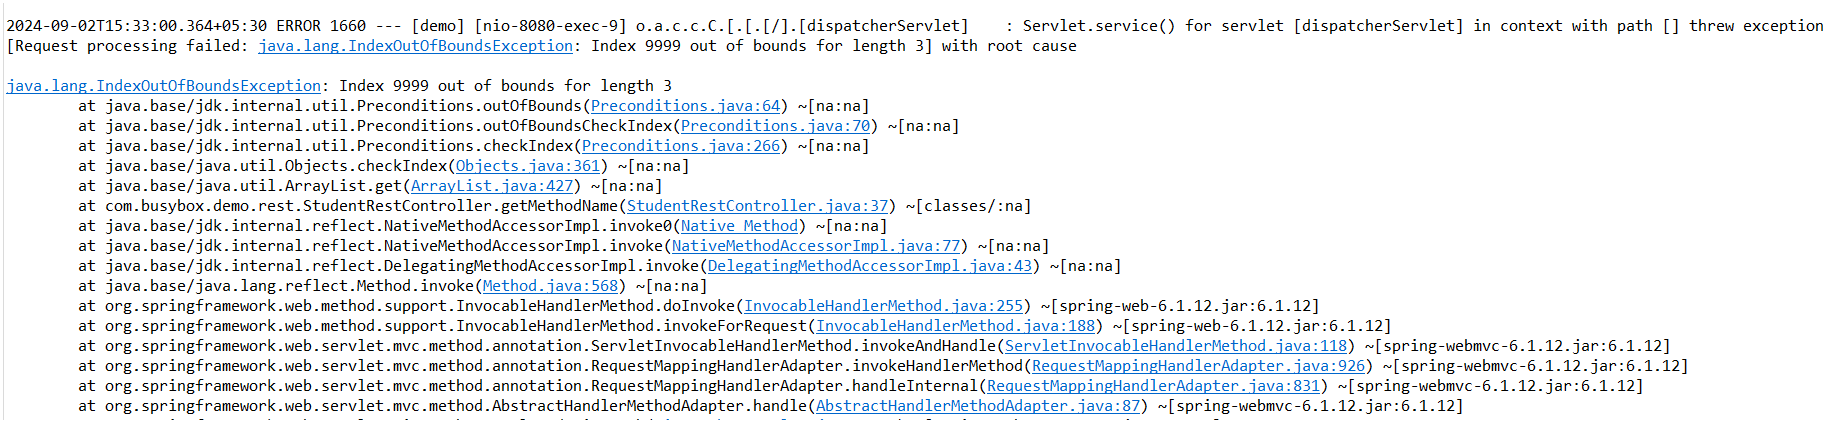 2024-09-02T15:33:00.364+05:30 ERROR 1660 --- [demo] [nio-8080-exec-9] o.a.c.c.C.[.[.[/].[dispatcherServlet]    : Servlet.service() for servlet [dispatcherServlet] in context with path [] threw exception
[Request processing failed: java.lang.IndexOutOfBoundsException: Index 9999 out of bounds for length 3] with root cause
java.lang.IndexOutOfBoundsException: Index 9999 out of bounds for length 3
at java.base/jdk.internal.util.Preconditions.outOfBounds(Preconditions.java:64) ~[na:na]
at java.base/jdk.internal.util.Preconditions.outOfBoundsCheckIndex(Preconditions.java:70) ~[na:na]
at java.base/jdk.internal.util.Preconditions.checkIndex(Preconditions.java:266) ~[na:na]
at java.base/java.util.Objects.checkIndex(Objects.java:361) ~[na:na]
at java.base/java.util.ArrayList.get(ArrayList.java:427) ~[na:na]
at com.busybox.demo.rest.StudentRestController.getMethodName(StudentRestController.java:37) ~[classes/:na]
at java.base/jdk.internal.reflect.NativeMethodAccessorImpl.invoke0(Native Method) ~[na:na]
at java.base/jdk.internal.reflect.NativeMethodAccessorImpl.invoke(NativeMethodAccessorImpl.java:77) ~[na:na]
at java.base/jdk.internal.reflect.DelegatingMethodAccessorImpl.invoke(DelegatingMethodAccessorImpl.java:43) ~[na:na]
at java.base/java.lang.reflect.Method.invoke(Method.java:568) ~[na:na]
at org.springframework.web.method.support.InvocableHandlerMethod.doInvoke(InvocableHandlerMethod.java:255) ~[spring-web-6.1.12.jar:6.1.12]
at org.springframework.web.method.support.InvocableHandlerMethod.invokeForRequest(InvocableHandlerMethod.java:188) ~[spring-web-6.1.12.jar:6.1.12]
at org.springframework.web.servlet.mvc.method.annotation.ServletInvocableHandlerMethod.invokeAndHandle(ServletInvocableHandlerMethod.java:118) ~[spring-webmvc-6.1.12.jar:6.1.12]
at org.springframework.web.servlet.mvc.method.annotation.RequestMappingHandlerAdapter.invokeHandlerMethod(RequestMappingHandlerAdapter.java:926) ~[spring-webmvc-6.1.12.jar:6.1.12]
at org.springframework.web.servlet.mvc.method.annotation.RequestMappingHandlerAdapter.handleInternal(RequestMappingHandlerAdapter.java:831) ~[spring-webmvc-6.1.12.jar:6.1.12]
at org.springframework.web.servlet.mvc.method.AbstractHandlerMethodAdapter.handle(AbstractHandlerMethodAdapter.java:87) ~[spring-webmvc-6.1.12.jar:6.1.12]